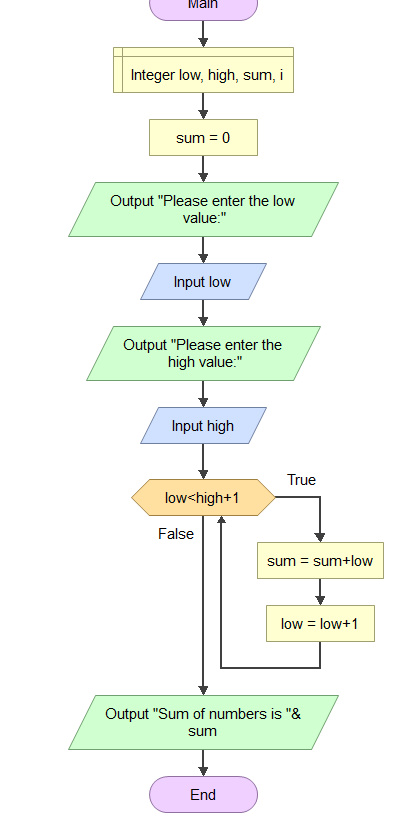 Main
Integer low, high, sum, i
sum = 0
Output "Please enter the low
value:"
Input low
Output "Please enter the
high value:"
Input high
low<high+1
True
False
sum = sum+low
low = low+1
Output "Sum of numbers is "&
sum
End